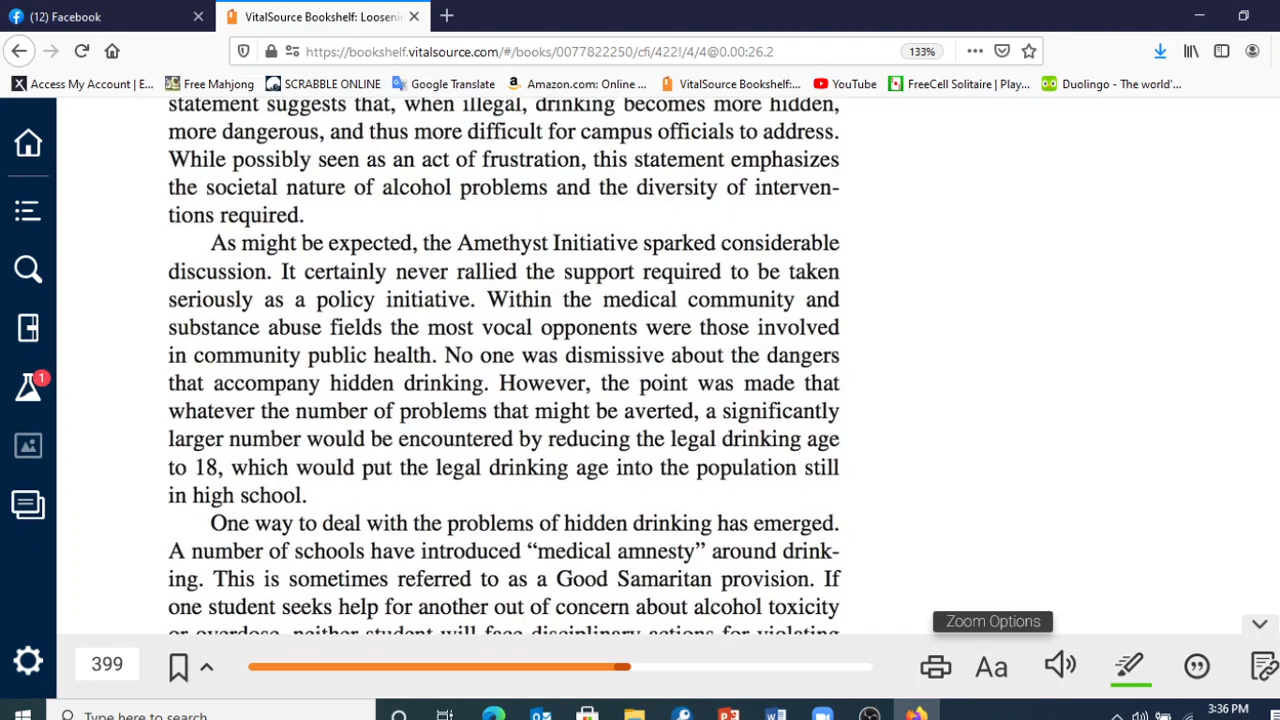 (12) Facebook
VitalSource Bookshelf: Loosenin
https://bookshelf.vitalsource.com/#/books/0077822250/cfi/422!/4/4@0.00:26.2
133%
Access My Account | E...
Free Mahjong
SCRABBLE ONLINE
Google Translate
Amazon.com: Online ...
VitalSource Bookshelf:...
YouTube
FreeCell Solitaire | Play...
Duolingo - The world'...
statement suggests that, when illegal, drinking becomes more hidden,
more dangerous, and thus more difficult for campus officials to address.
While possibly seen as an act of frustration, this statement emphasizes
the societal nature of alcohol problems and the diversity of interven-
tions required.
As might be expected, the Amethyst Initiative sparked considerable
discussion. It certainly never rallied the support required to be taken
seriously as a policy initiative. Within the medical community and
substance abuse fields the most vocal opponents were those involved
in community public health. No one was dismissive about the dangers
that accompany hidden drinking. However, the point was made that
whatever the number of problems that might be averted, a significantly
larger number would be encountered by reducing the legal drinking age
to 18, which would put the legal drinking age into the population still
in high school.
One way to deal with the problems of hidden drinking has emerged.
A number of schools have introduced “medical amnesty” around drink-
ing. This is sometimes referred to as a Good Samaritan provision. If
one student seeks help for another out of concern about alcohol toxicity
or overdose, neither student will face disciplinary actions for violating
1
Zoom Options
399
Aa
Type here to search
3:36 PM